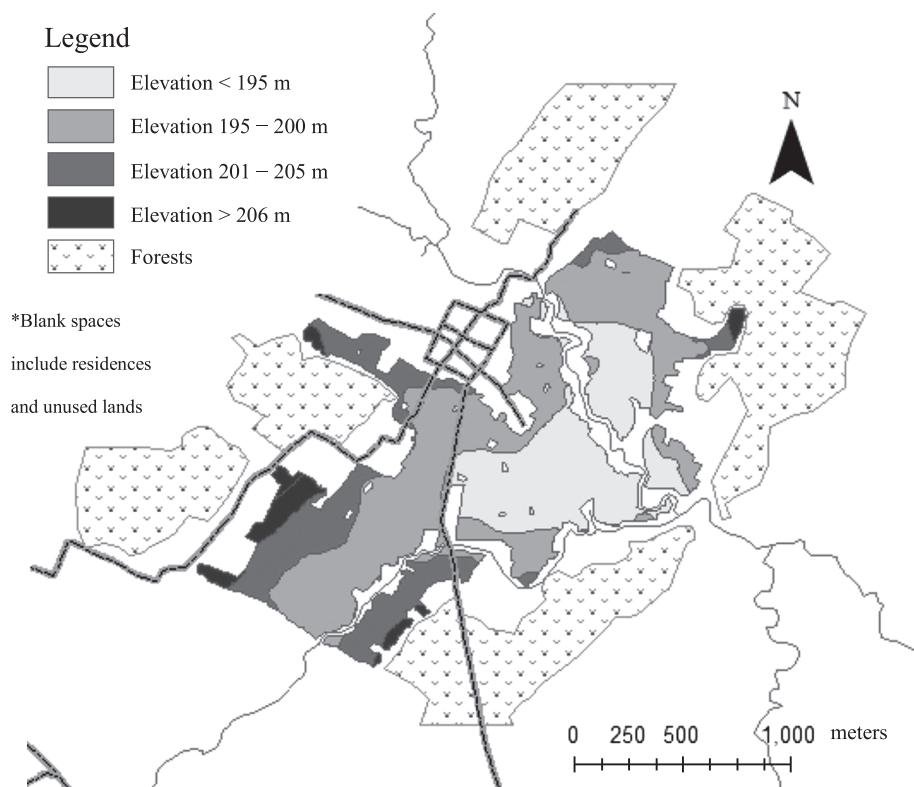 Legend
Elevation < 195 m
Elevation 195 − 200 m
Elevation 201 − 205 m
Elevation > 206 m
Forests
*Blank spaces
include residences
and unused lands
N
0 250 500 1,000 meters